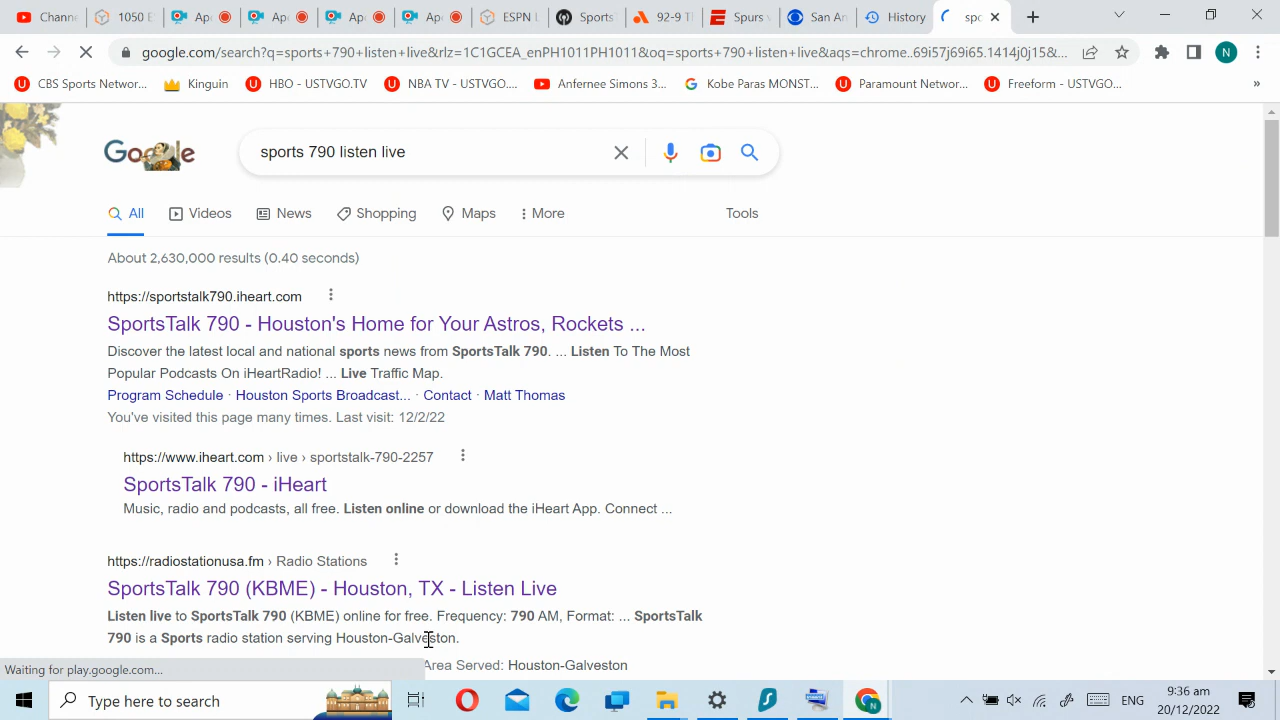 Chann
1050 E
Apo
Apo
Apo
Apo
ESPN L
Sports
92-9 Th
Spurs
San An
History
spo
google.com/search?q=sports+790+listen+live&rlz=1C1GCEA_enPH1011PH1011&oq=sports+790+listen+live&aqs=chrome..69i57j69i65.1414j0j15&...
N
CBS Sports Networ...
Kinguin
HBO - USTVGO.TV
NBA TV - USTVGO....
Anfernee Simons 3...
Kobe Paras MONST...
Paramount Networ...
Freeform - USTVGO...
»
Google
sports 790 listen live
All
Videos
News
Shopping
Maps
More
Tools
About 2,630,000 results (0.40 seconds)
https://sportstalk790.iheart.com
SportsTalk 790 - Houston's Home for Your Astros, Rockets ...
Discover the latest local and national sports news from SportsTalk 790. ... Listen To The Most
Popular Podcasts On iHeartRadio! ... Live Traffic Map.
Program Schedule · Houston Sports Broadcast... · Contact · Matt Thomas
You've visited this page many times. Last visit: 12/2/22
https://www.iheart.com › live › sportstalk-790-2257
SportsTalk 790 - iHeart
Music, radio and podcasts, all free. Listen online or download the iHeart App. Connect ...
https://radiostationusa.fm › Radio Stations
SportsTalk 790 (KBME) - Houston, TX - Listen Live
Listen live to SportsTalk 790 (KBME) online for free. Frequency: 790 AM, Format: ... SportsTalk
790 is a Sports radio station serving Houston-Galveston.
Area Served: Houston-Galveston
Waiting for play.google.com...
Type here to search
ENG
9:36 am
20/12/2022